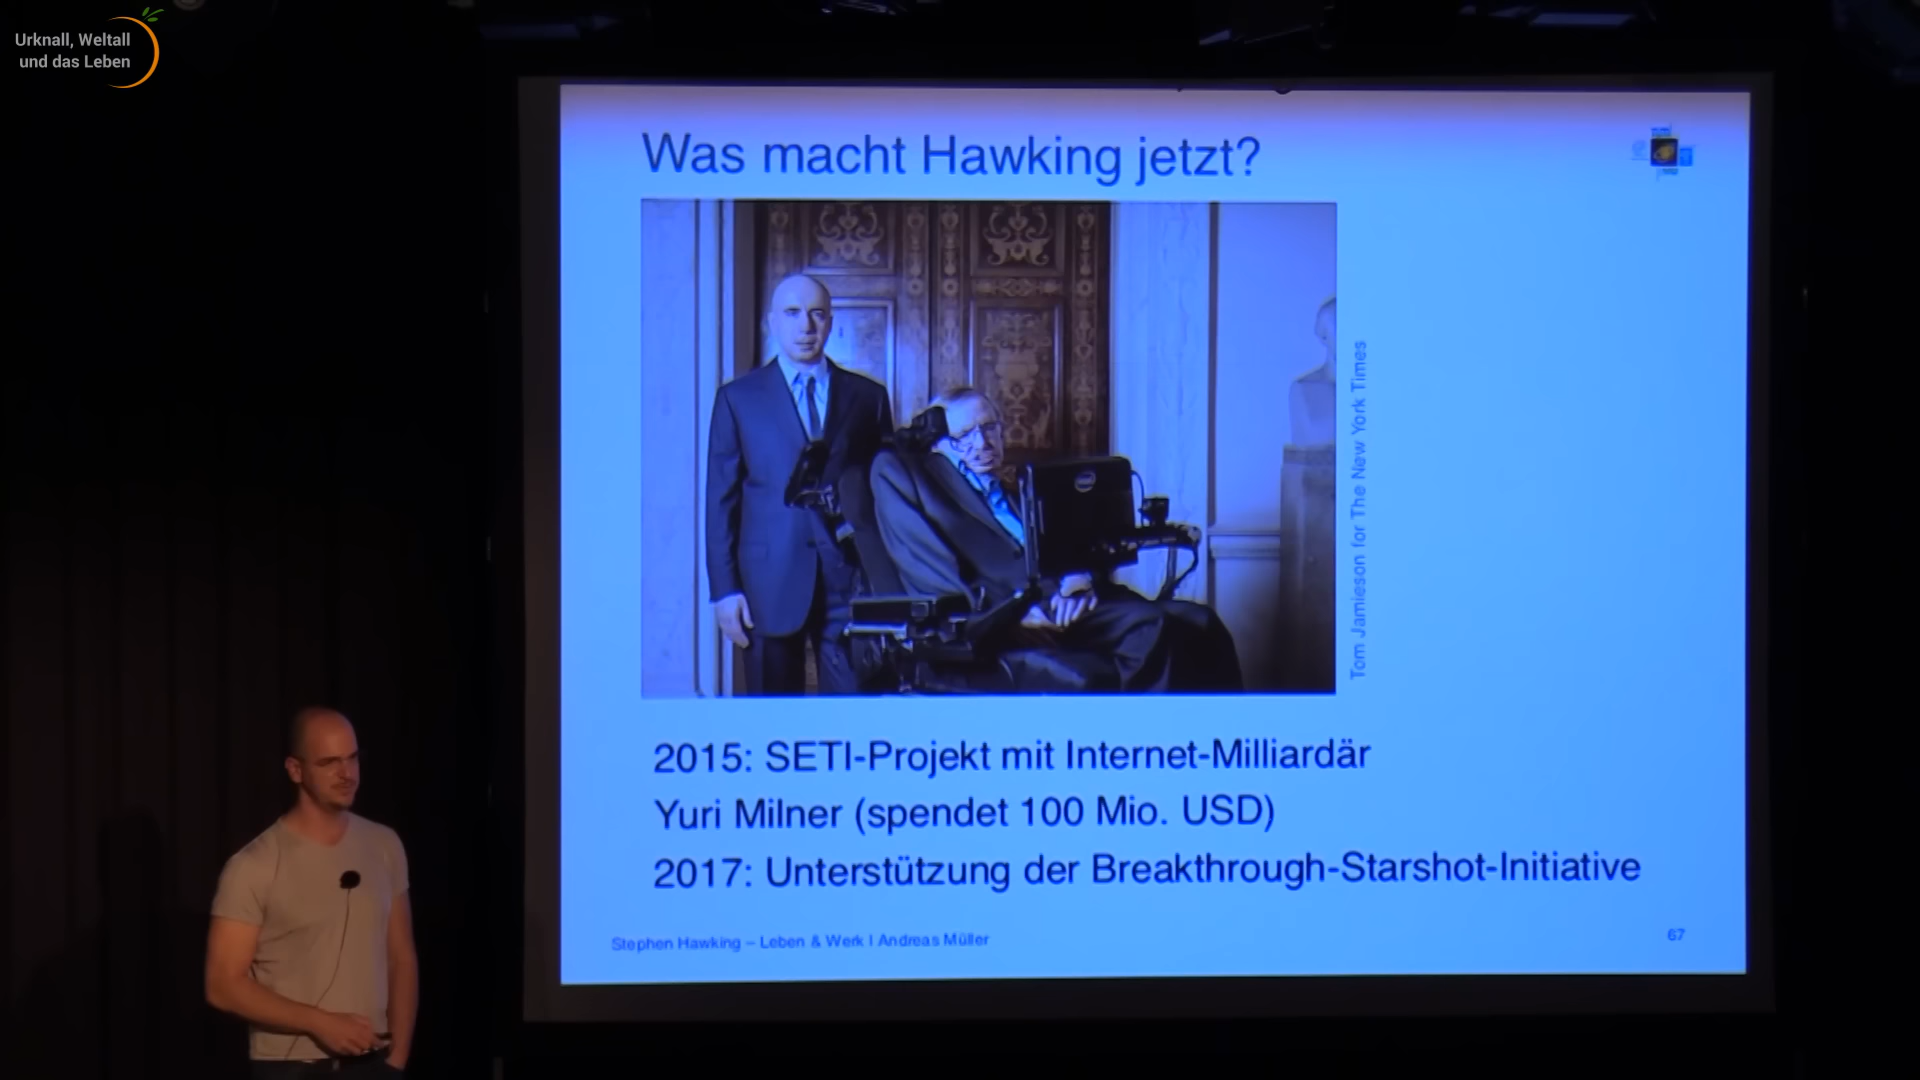 Urknall, Weltall
und das Leben
Was macht Hawking jetzt?
Tom Jamieson for The New York Times
2015: SETI-Projekt mit Internet-Milliardär
Yuri Milner (spendet 100 Mio. USD)
2017: Unterstützung der Breakthrough-Starshot-Initiative
Stephen Hawking – Leben & Werk I Andreas Müller
67